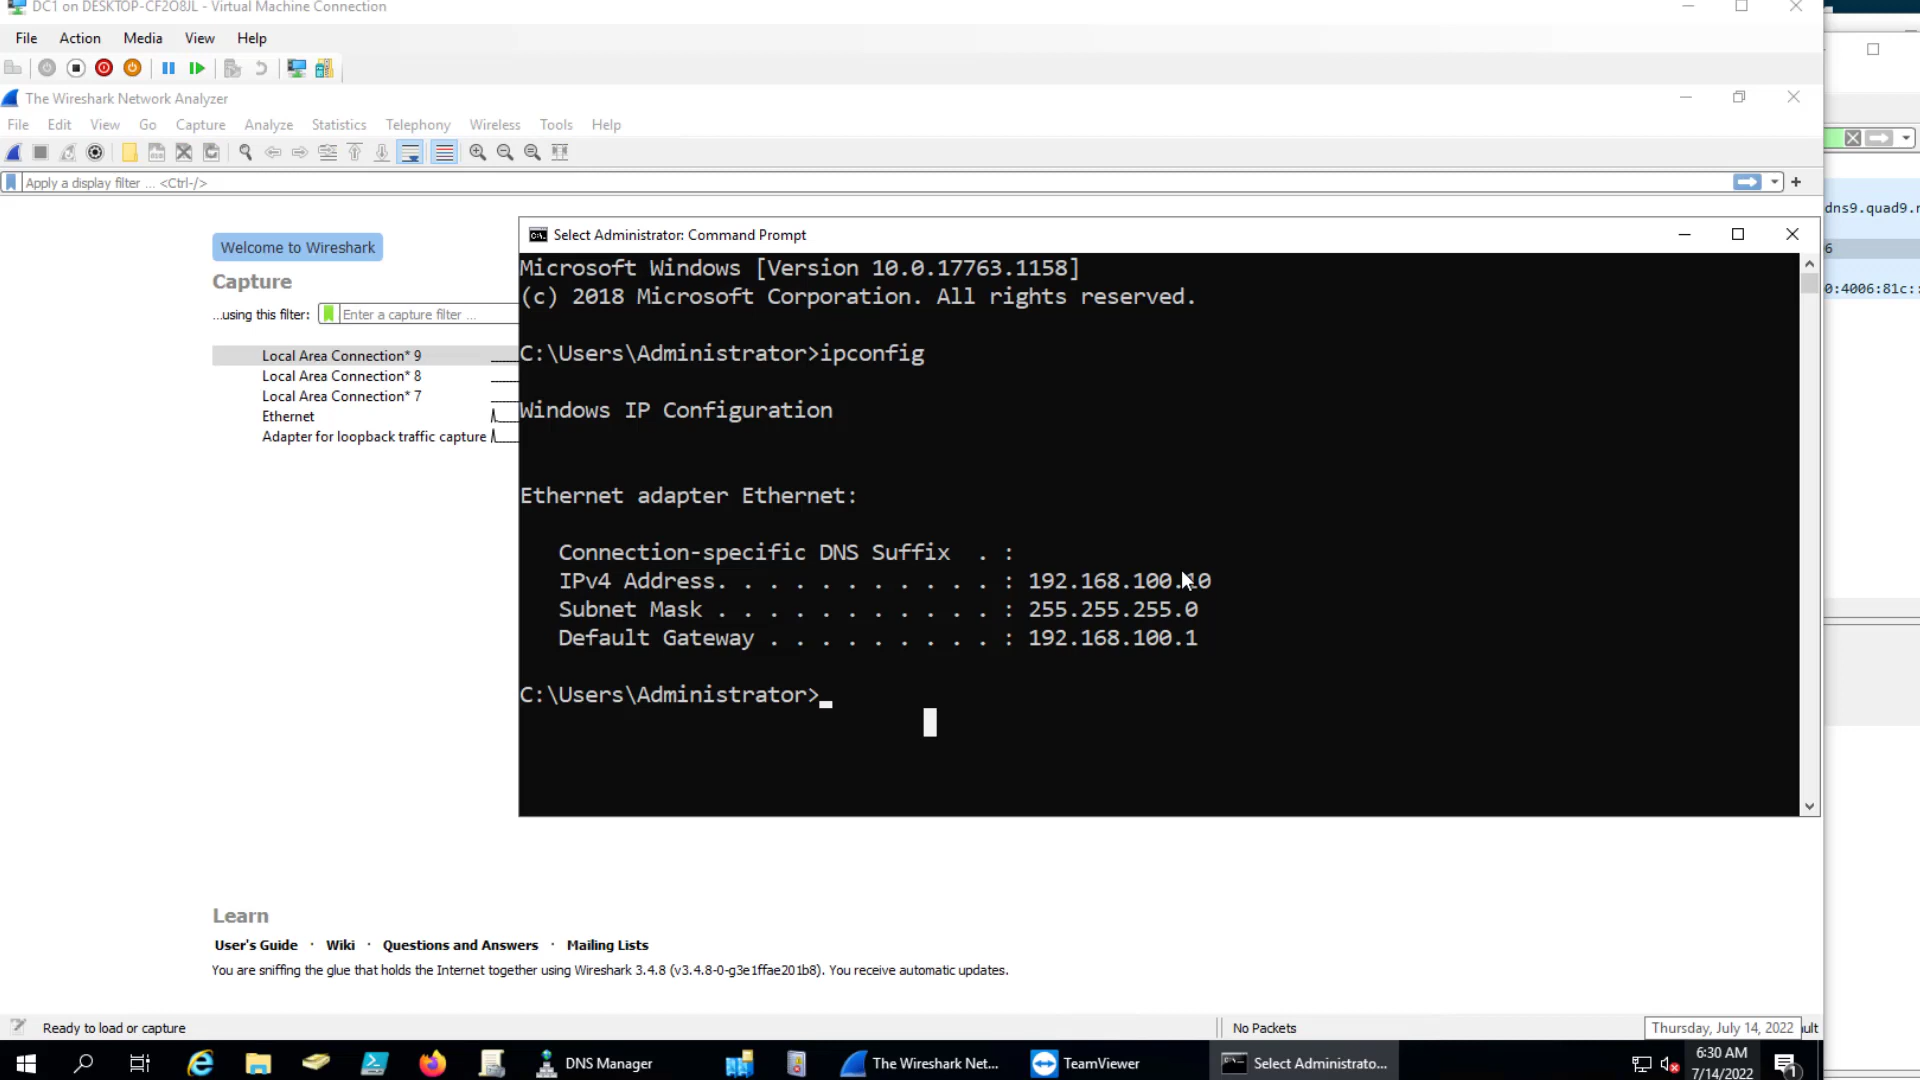 DC1 on DESKTOP-CF2O8JL - Virtual Machine Connection
File Action Media View Help
The Wireshark Network Analyzer
File Edit View Go Capture Analyze Statistics Telephony Wireless Tools Help
Apply a display filter ... <Ctrl-/>
Welcome to Wireshark
Capture
...using this filter: Enter a capture filter ...
Local Area Connection* 9
Local Area Connection* 8
Local Area Connection* 7
Ethernet
Adapter for loopback traffic capture
Select Administrator: Command Prompt
Microsoft Windows [Version 10.0.17763.1158]
(c) 2018 Microsoft Corporation. All rights reserved.
C:\Users\Administrator>ipconfig
Windows IP Configuration
Ethernet adapter Ethernet:
Connection-specific DNS Suffix . :
IPv4 Address. . . . . . . . . . . : 192.168.100.10
Subnet Mask . . . . . . . . . . . : 255.255.255.0
Default Gateway . . . . . . . . . : 192.168.100.1
C:\Users\Administrator>
dns9.quad9.r
6
0:4006:81c::
Learn
User's Guide · Wiki · Questions and Answers · Mailing Lists
You are sniffing the glue that holds the Internet together using Wireshark 3.4.8 (v3.4.8-0-g3e1ffae201b8). You receive automatic updates.
Ready to load or capture
No Packets
Thursday, July 14, 2022
ult
DNS Manager
The Wireshark Net...
TeamViewer
Select Administrato...
6:30 AM
7/14/2022
1